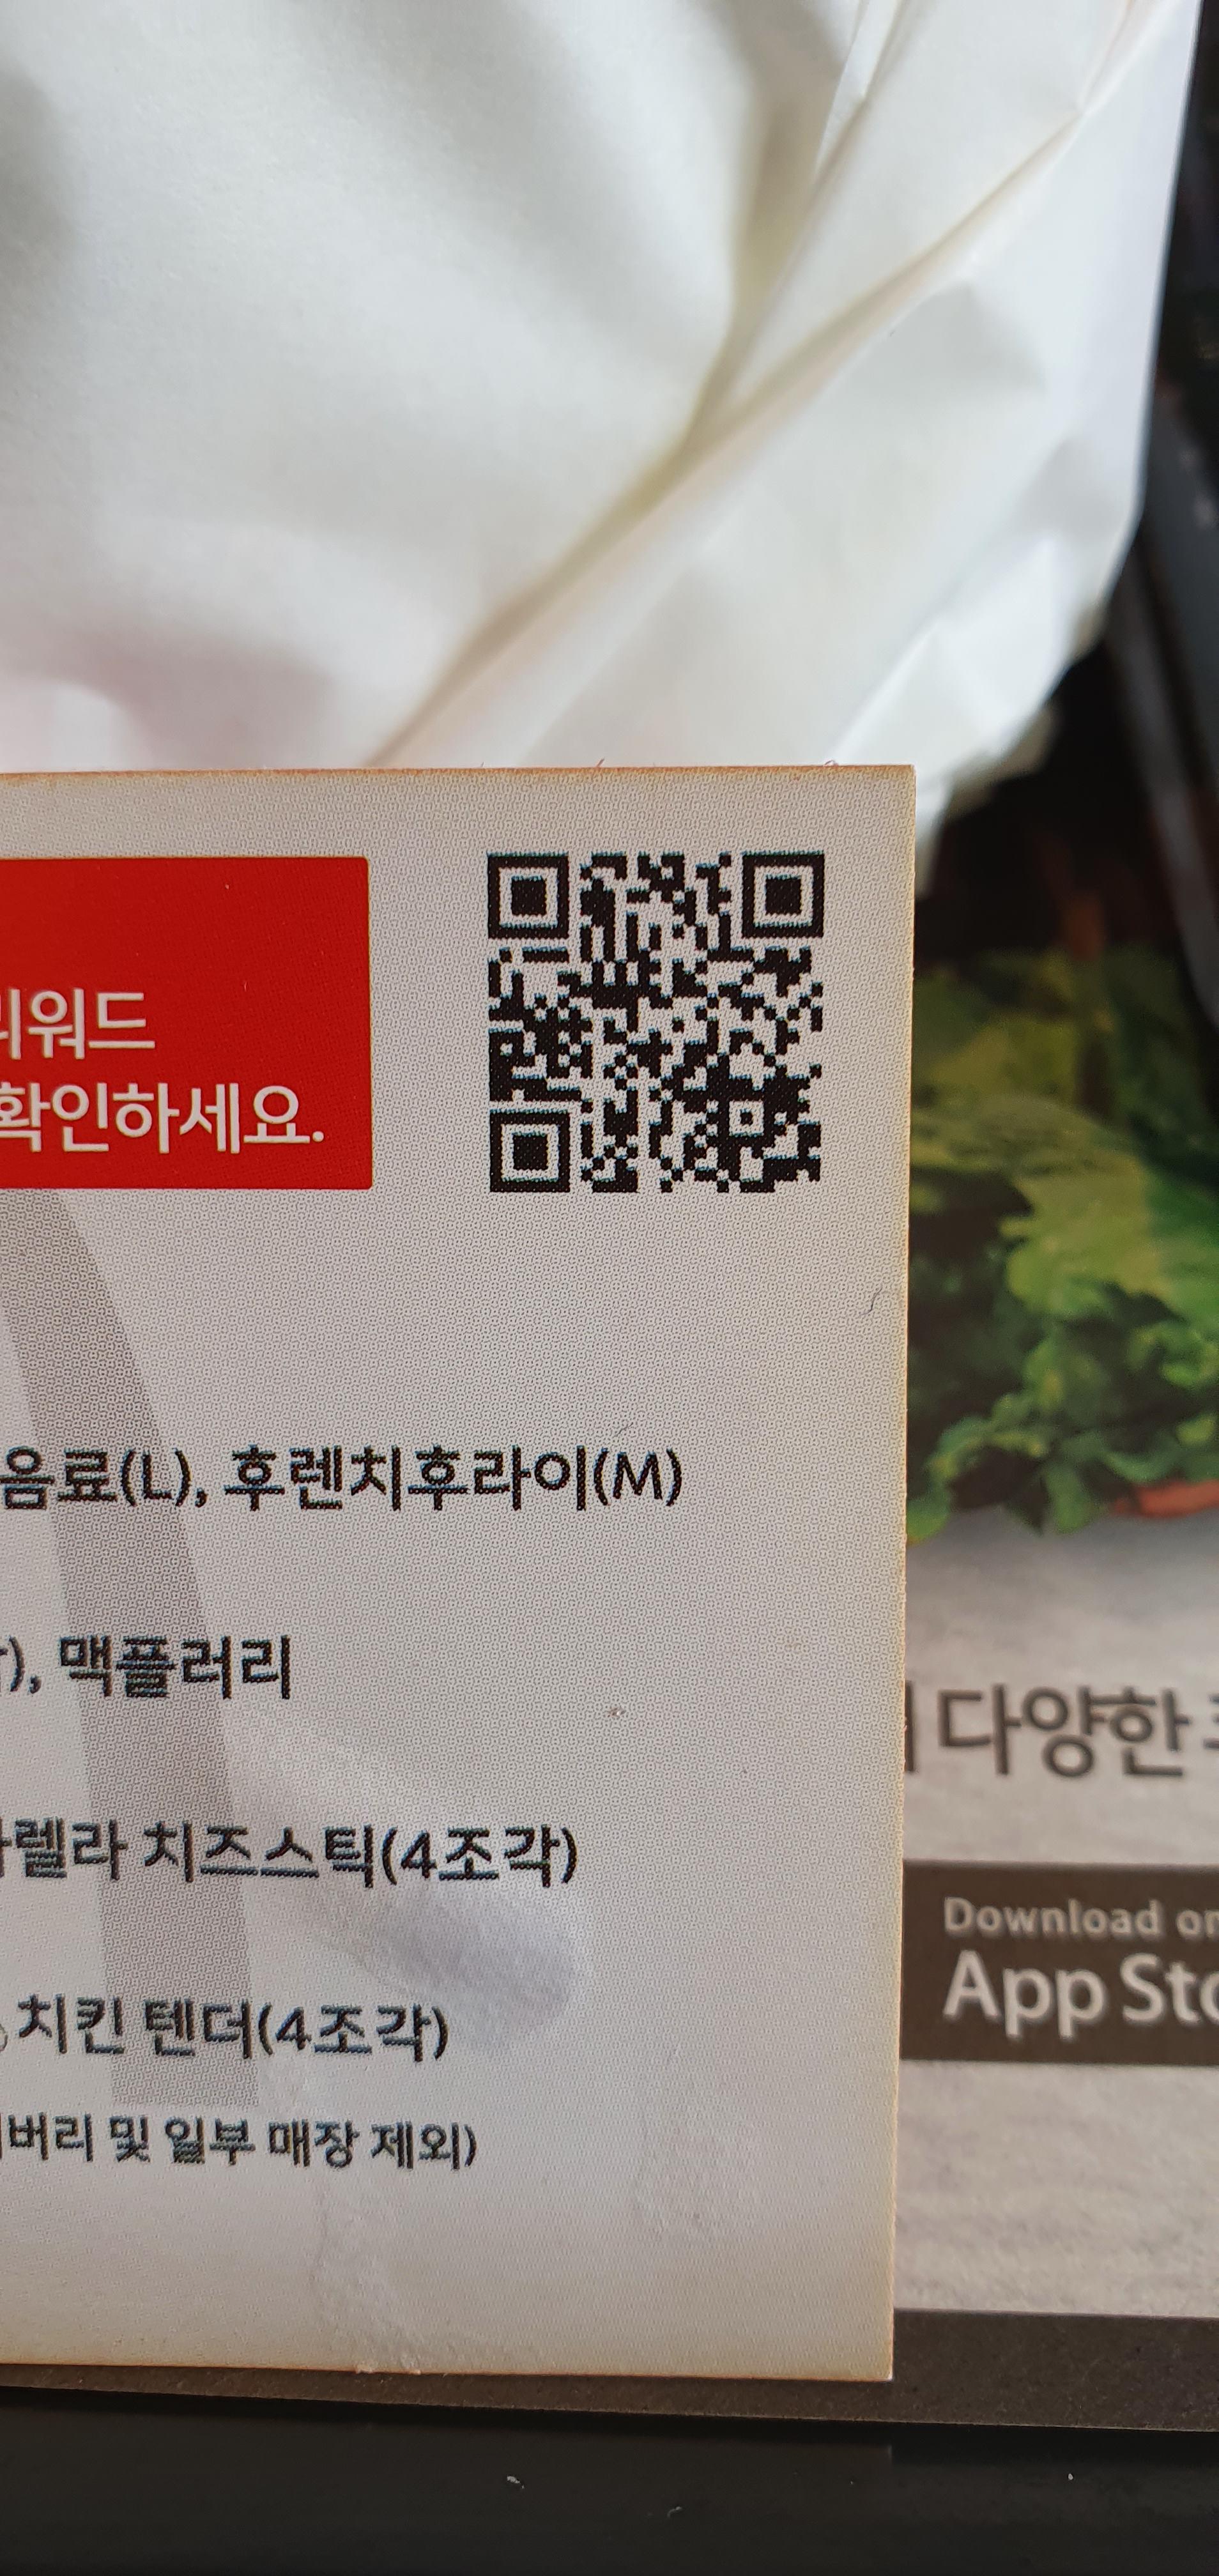 리워드
확인하세요.
음료(L), 후렌치후라이(M)
), 맥플러리
렐라 치즈스틱(4조각)
치킨 텐더(4조각)
버리 및 일부 매장 제외)
다양한
Download on
App Sto